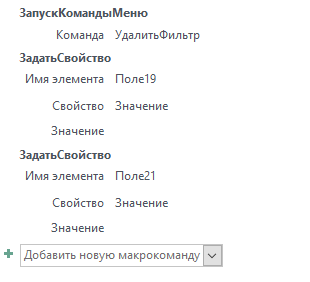 ЗапускКомандыМеню
Команда УдалитьФильтр
ЗадатьСвойство
Имя элемента Поле19
Свойство Значение
Значение
ЗадатьСвойство
Имя элемента Поле21
Свойство Значение
Значение
Добавить новую макрокоманду